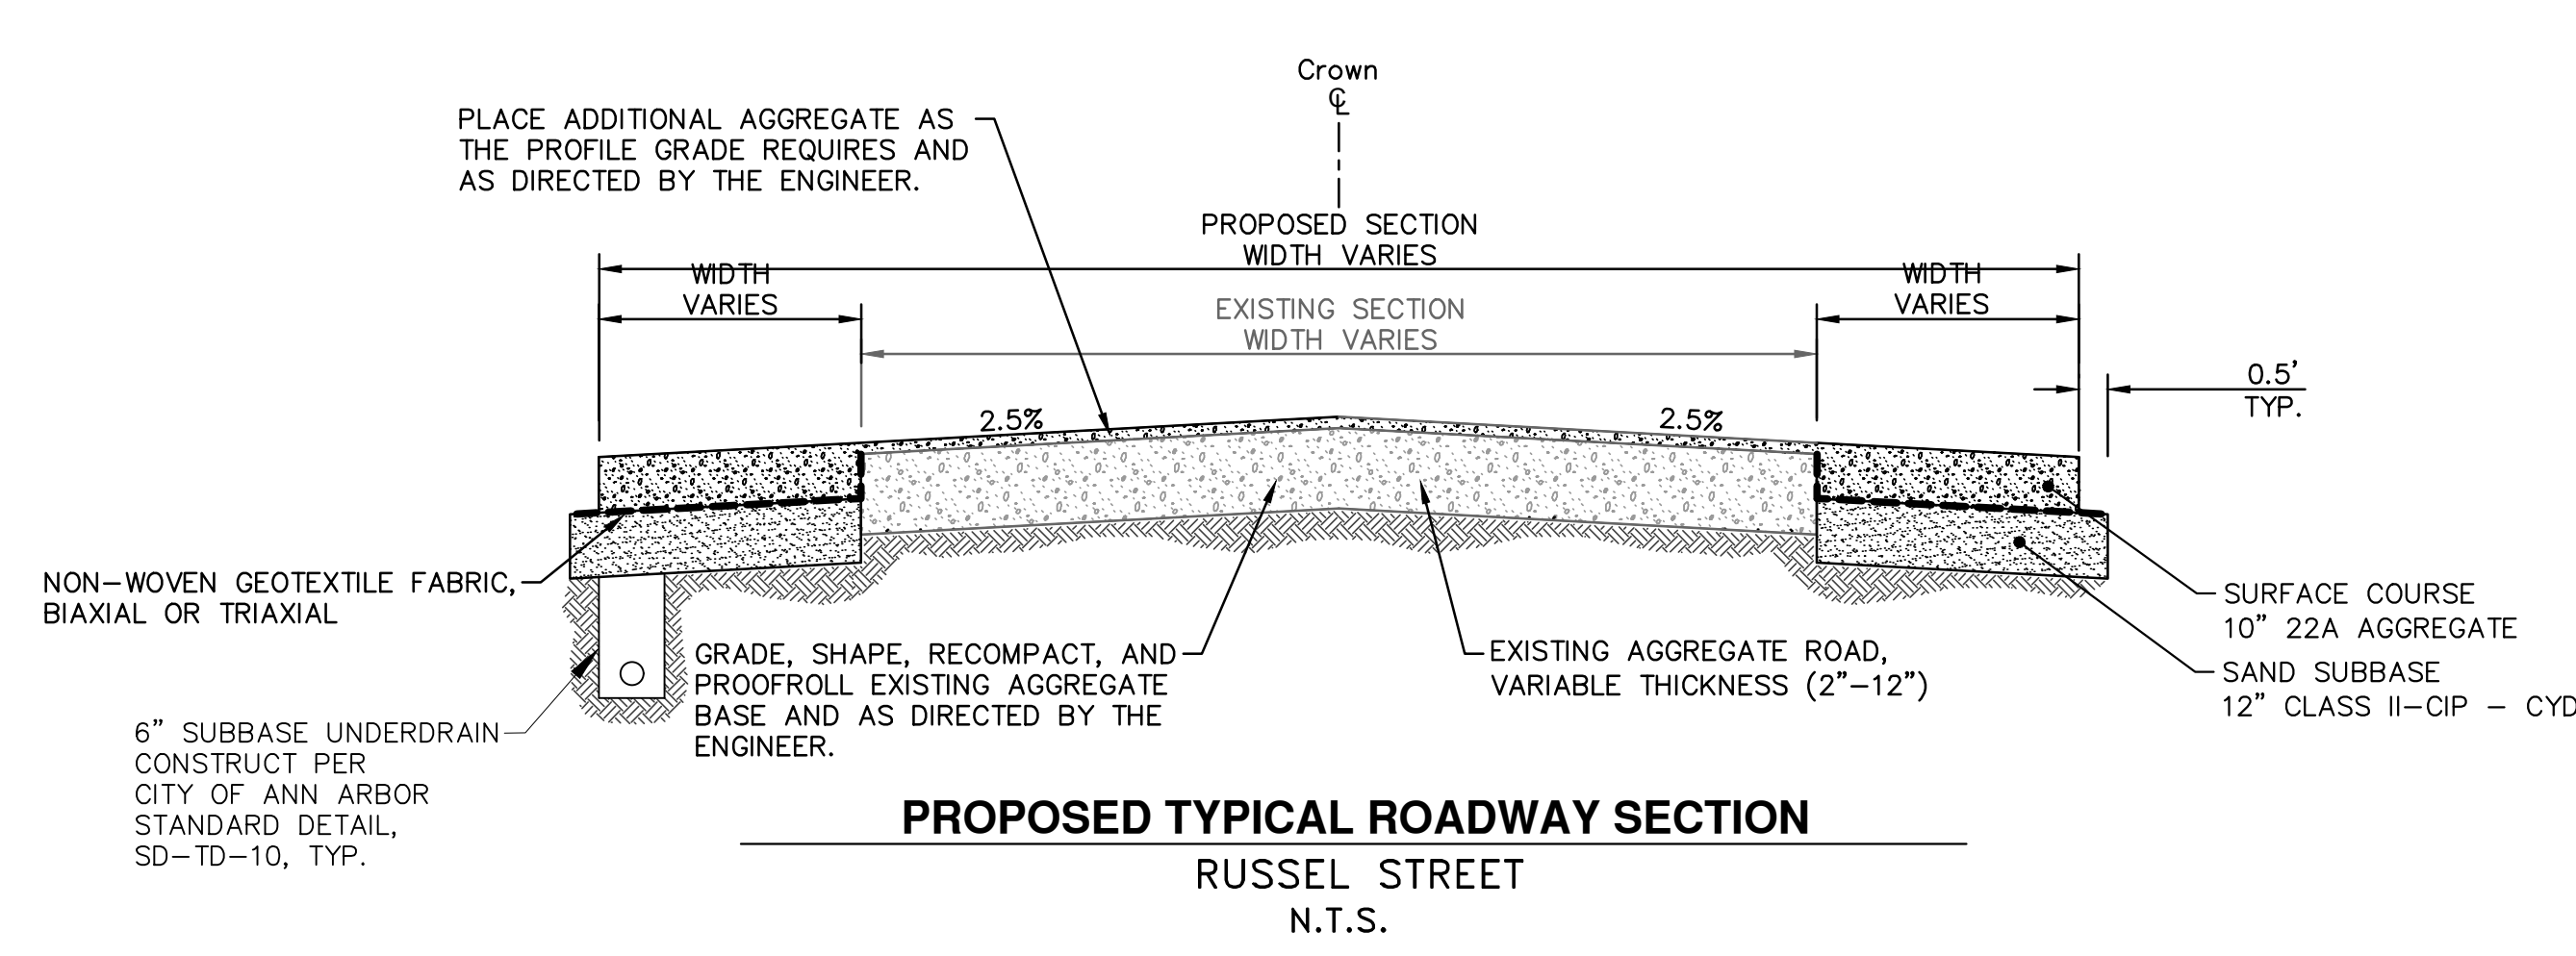 Crown
℄
PLACE ADDITIONAL AGGREGATE AS
THE PROFILE GRADE REQUIRES AND
AS DIRECTED BY THE ENGINEER.
PROPOSED SECTION
WIDTH VARIES
WIDTH
VARIES
WIDTH
VARIES
EXISTING SECTION
WIDTH VARIES
0.5'
TYP.
2.5%
2.5%
NON-WOVEN GEOTEXTILE FABRIC,
BIAXIAL OR TRIAXIAL
SURFACE COURSE
10" 22A AGGREGATE
SAND SUBBASE
12" CLASS II-CIP - CYD
GRADE, SHAPE, RECOMPACT, AND
PROOFROLL EXISTING AGGREGATE
BASE AND AS DIRECTED BY THE
ENGINEER.
EXISTING AGGREGATE ROAD,
VARIABLE THICKNESS (2"-12")
6" SUBBASE UNDERDRAIN
CONSTRUCT PER
CITY OF ANN ARBOR
STANDARD DETAIL,
SD-TD-10, TYP.
PROPOSED TYPICAL ROADWAY SECTION
RUSSEL STREET
N.T.S.